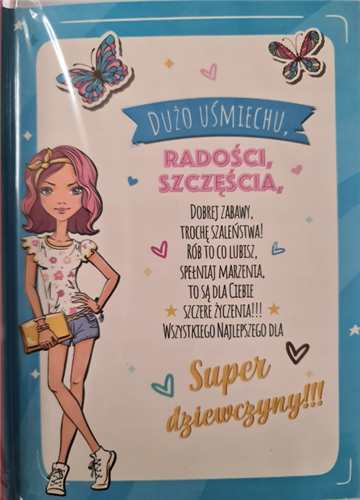 DUŻO UŚMIECHU,
RADOŚCI,
SZCZĘŚCIA,
DOBREJ ZABAWY,
TROCHĘ SZALEŃSTWA!
RÓB TO CO LUBISZ,
SPEŁNIAJ MARZENIA,
TO SĄ DLA CIEBIE
SZCZERE ŻYCZENIA!!!
WSZYSTKIEGO NAJLEPSZEGO DLA
Super
dziewczyny!!!